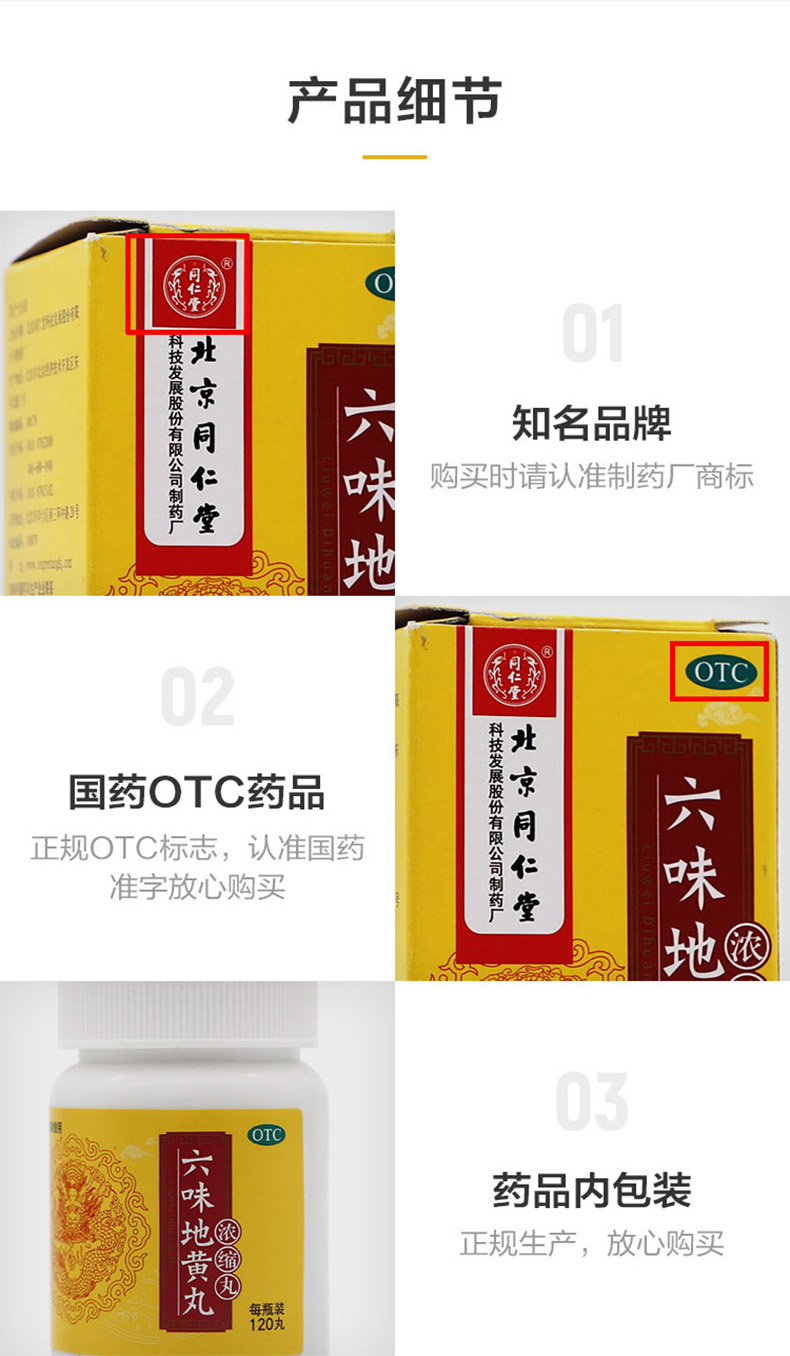 产品细节
同仁堂
®
北京同仁堂
科技发展股份有限公司制药厂
六味地
LiuWei Dihuan
01
知名品牌
购买时请认准制药厂商标
02
国药OTC药品
正规OTC标志，认准国药
准字放心购买
同仁堂
®
OTC
北京同仁堂
科技发展股份有限公司制药厂
六味地
LiuWei Dihuan
浓
OTC
六味地黄丸
浓缩丸
每瓶装
120丸
03
药品内包装
正规生产，放心购买